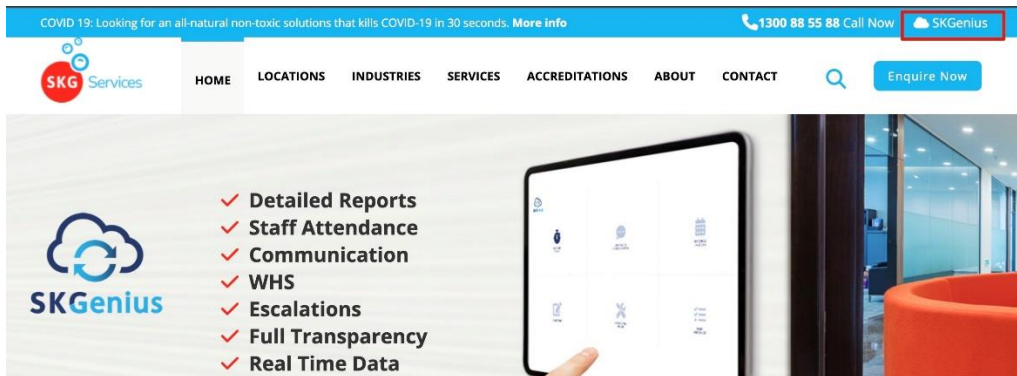 COVID 19: Looking for an all-natural non-toxic solutions that kills COVID-19 in 30 seconds. More info
1300 88 55 88 Call Now
SKGenius
SKG Services
HOME
LOCATIONS
INDUSTRIES
SERVICES
ACCREDITATIONS
ABOUT
CONTACT
Enquire Now
SKGenius
Detailed Reports
Staff Attendance
Communication
WHS
Escalations
Full Transparency
Real Time Data